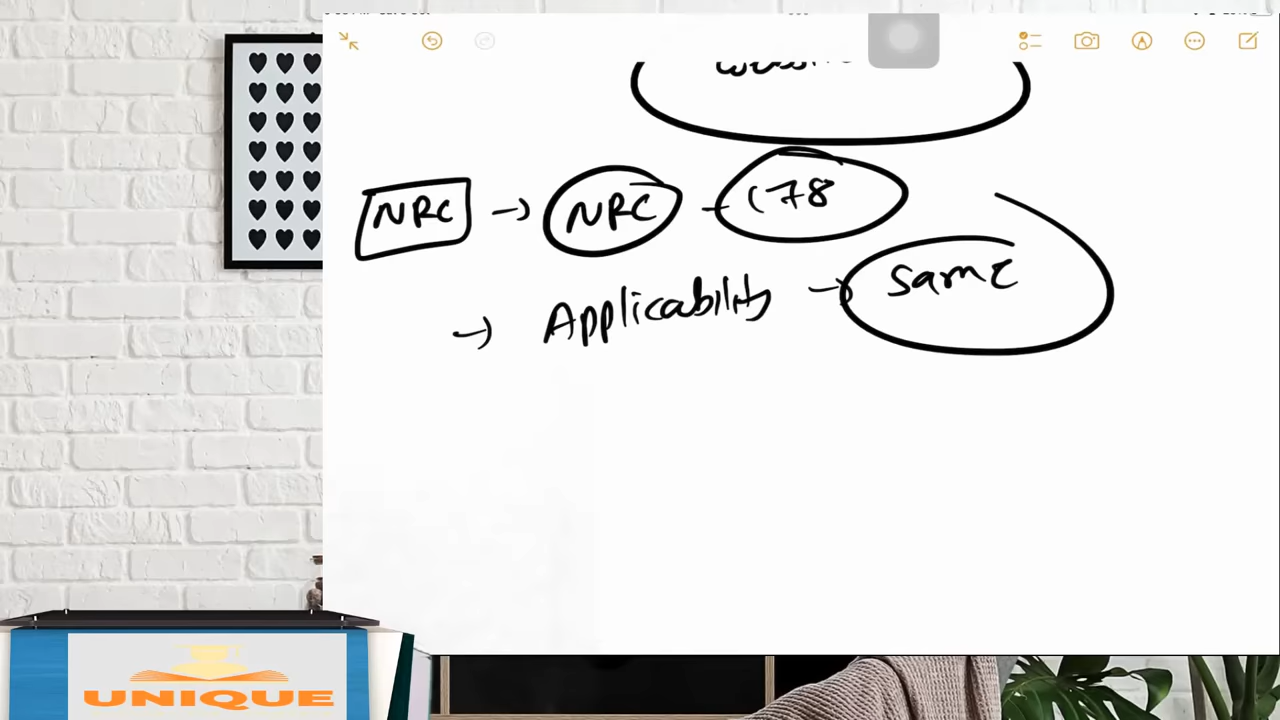 NRC → NRC - 178
→ Applicability → Same
UNIQUE